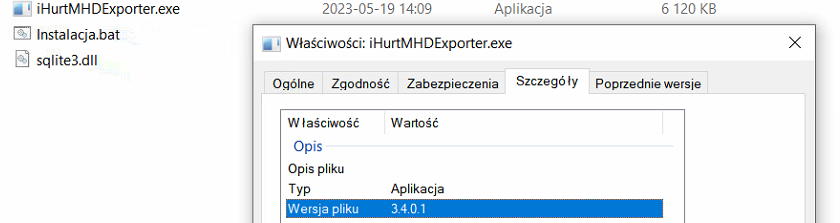 iHurtMHDExporter.exe 2023-05-19 14:09 Aplikacja 6 120 KB
Instalacja.bat
sqlite3.dll
Właściwości: iHurtMHDExporter.exe
Ogólne Zgodność Zabezpieczenia Szczegóły Poprzednie wersje
Właściwość Wartość
Opis
Opis pliku
Typ Aplikacja
Wersja pliku 3.4.0.1